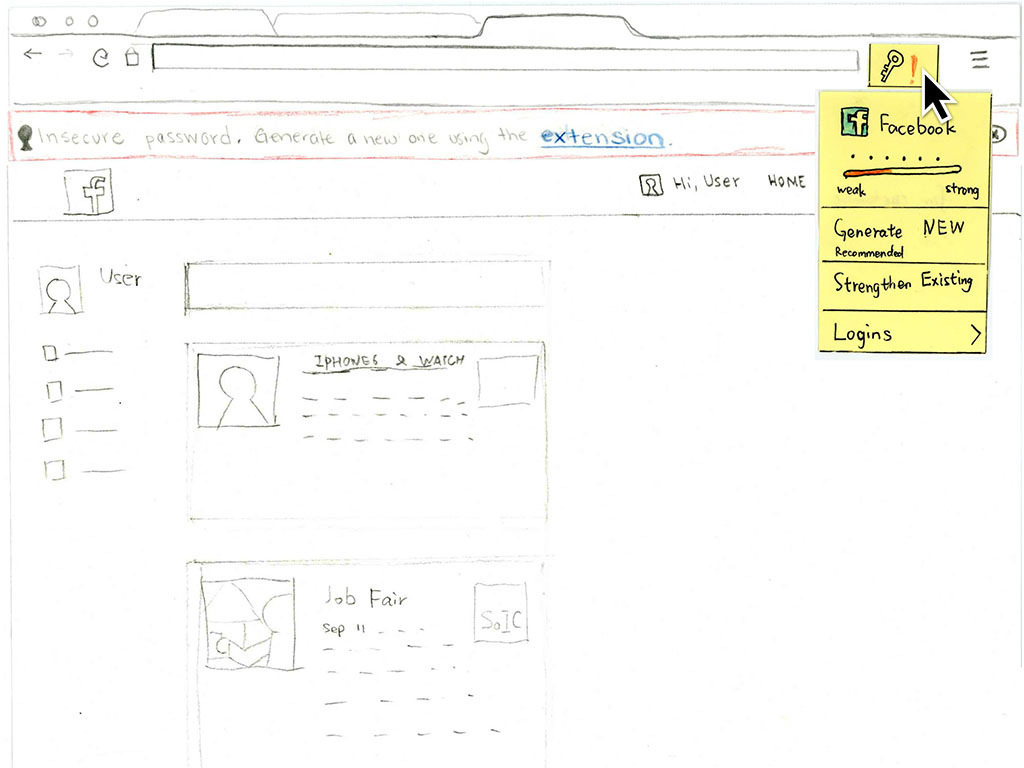 Insecure password. Generate a new one using the extension.
f
Hi, User HOME
f Facebook
weak strong
Generate NEW
Recommended
Strengthen Existing
Logins >
User
IPHONES & WATCH
Job Fair
Sep 11
SoIC
C